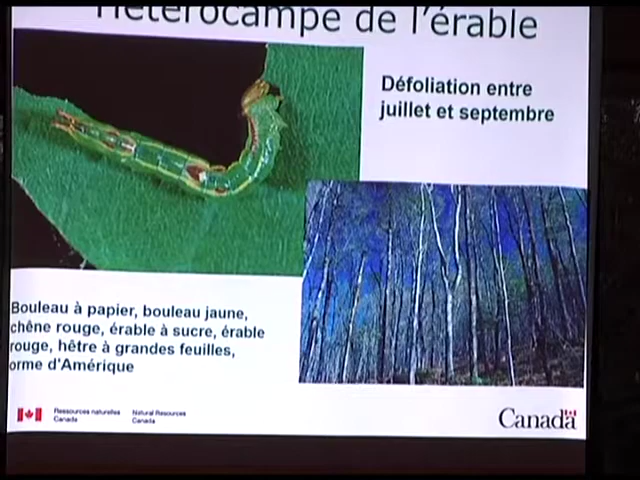 Hétérocampe de l'érable
Défoliation entre
juillet et septembre
Bouleau à papier, bouleau jaune,
chêne rouge, érable à sucre, érable
rouge, hêtre à grandes feuilles,
orme d'Amérique
Ressources naturelles
Canada
Natural Resources
Canada
Canada